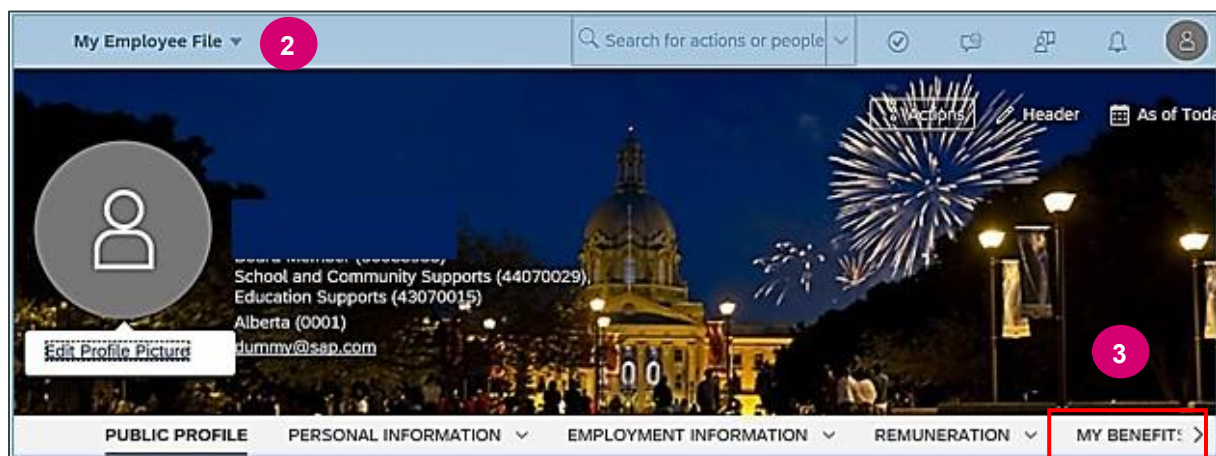 My Employee File
2
Search for actions or people
Actions
Header
As of Toda
School and Community Supports (44070029),
Education Supports (43070015)
Alberta (0001)
dummy@sap.com
Edit Profile Picture
100
3
PUBLIC PROFILE
PERSONAL INFORMATION
EMPLOYMENT INFORMATION
REMUNERATION
MY BENEFITS